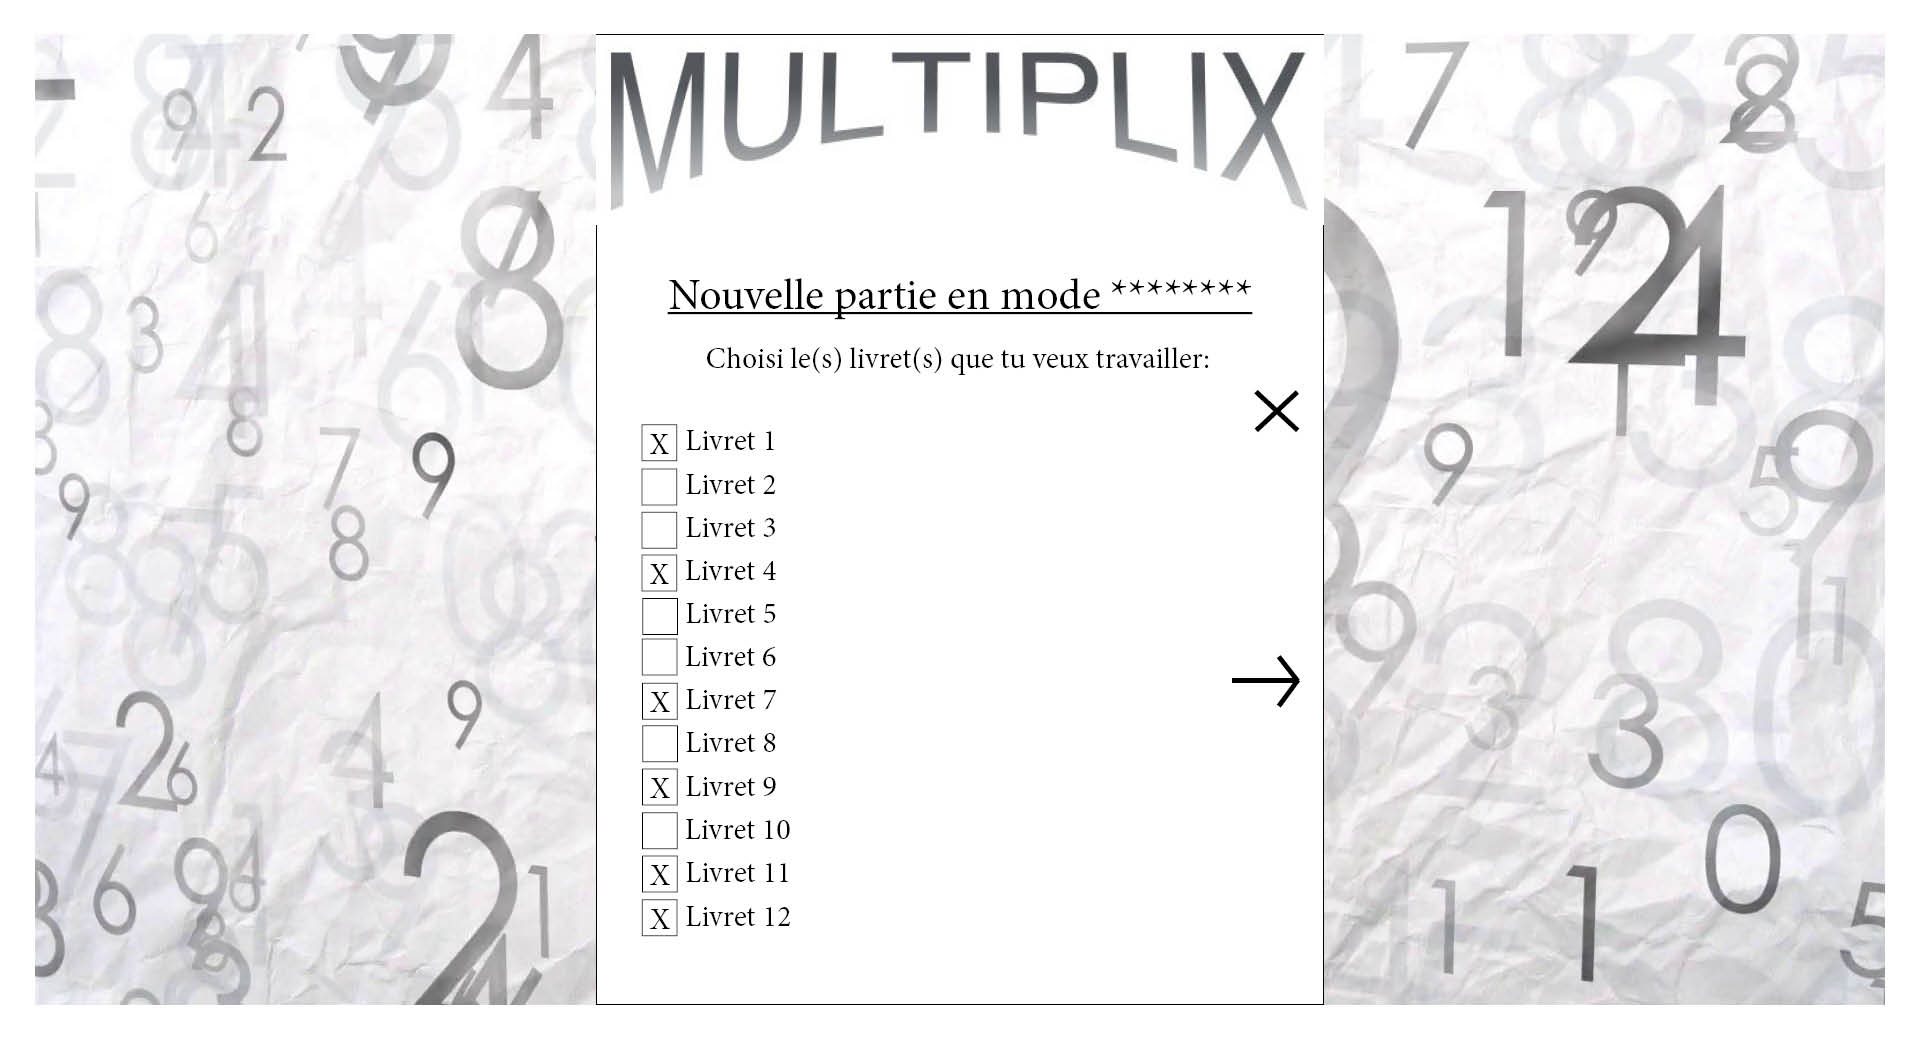 MULTIPLIX
Nouvelle partie en mode ********
Choisi le(s) livret(s) que tu veux travailler:
X Livret 1
Livret 2
Livret 3
X Livret 4
Livret 5
Livret 6
X Livret 7
Livret 8
X Livret 9
Livret 10
X Livret 11
X Livret 12